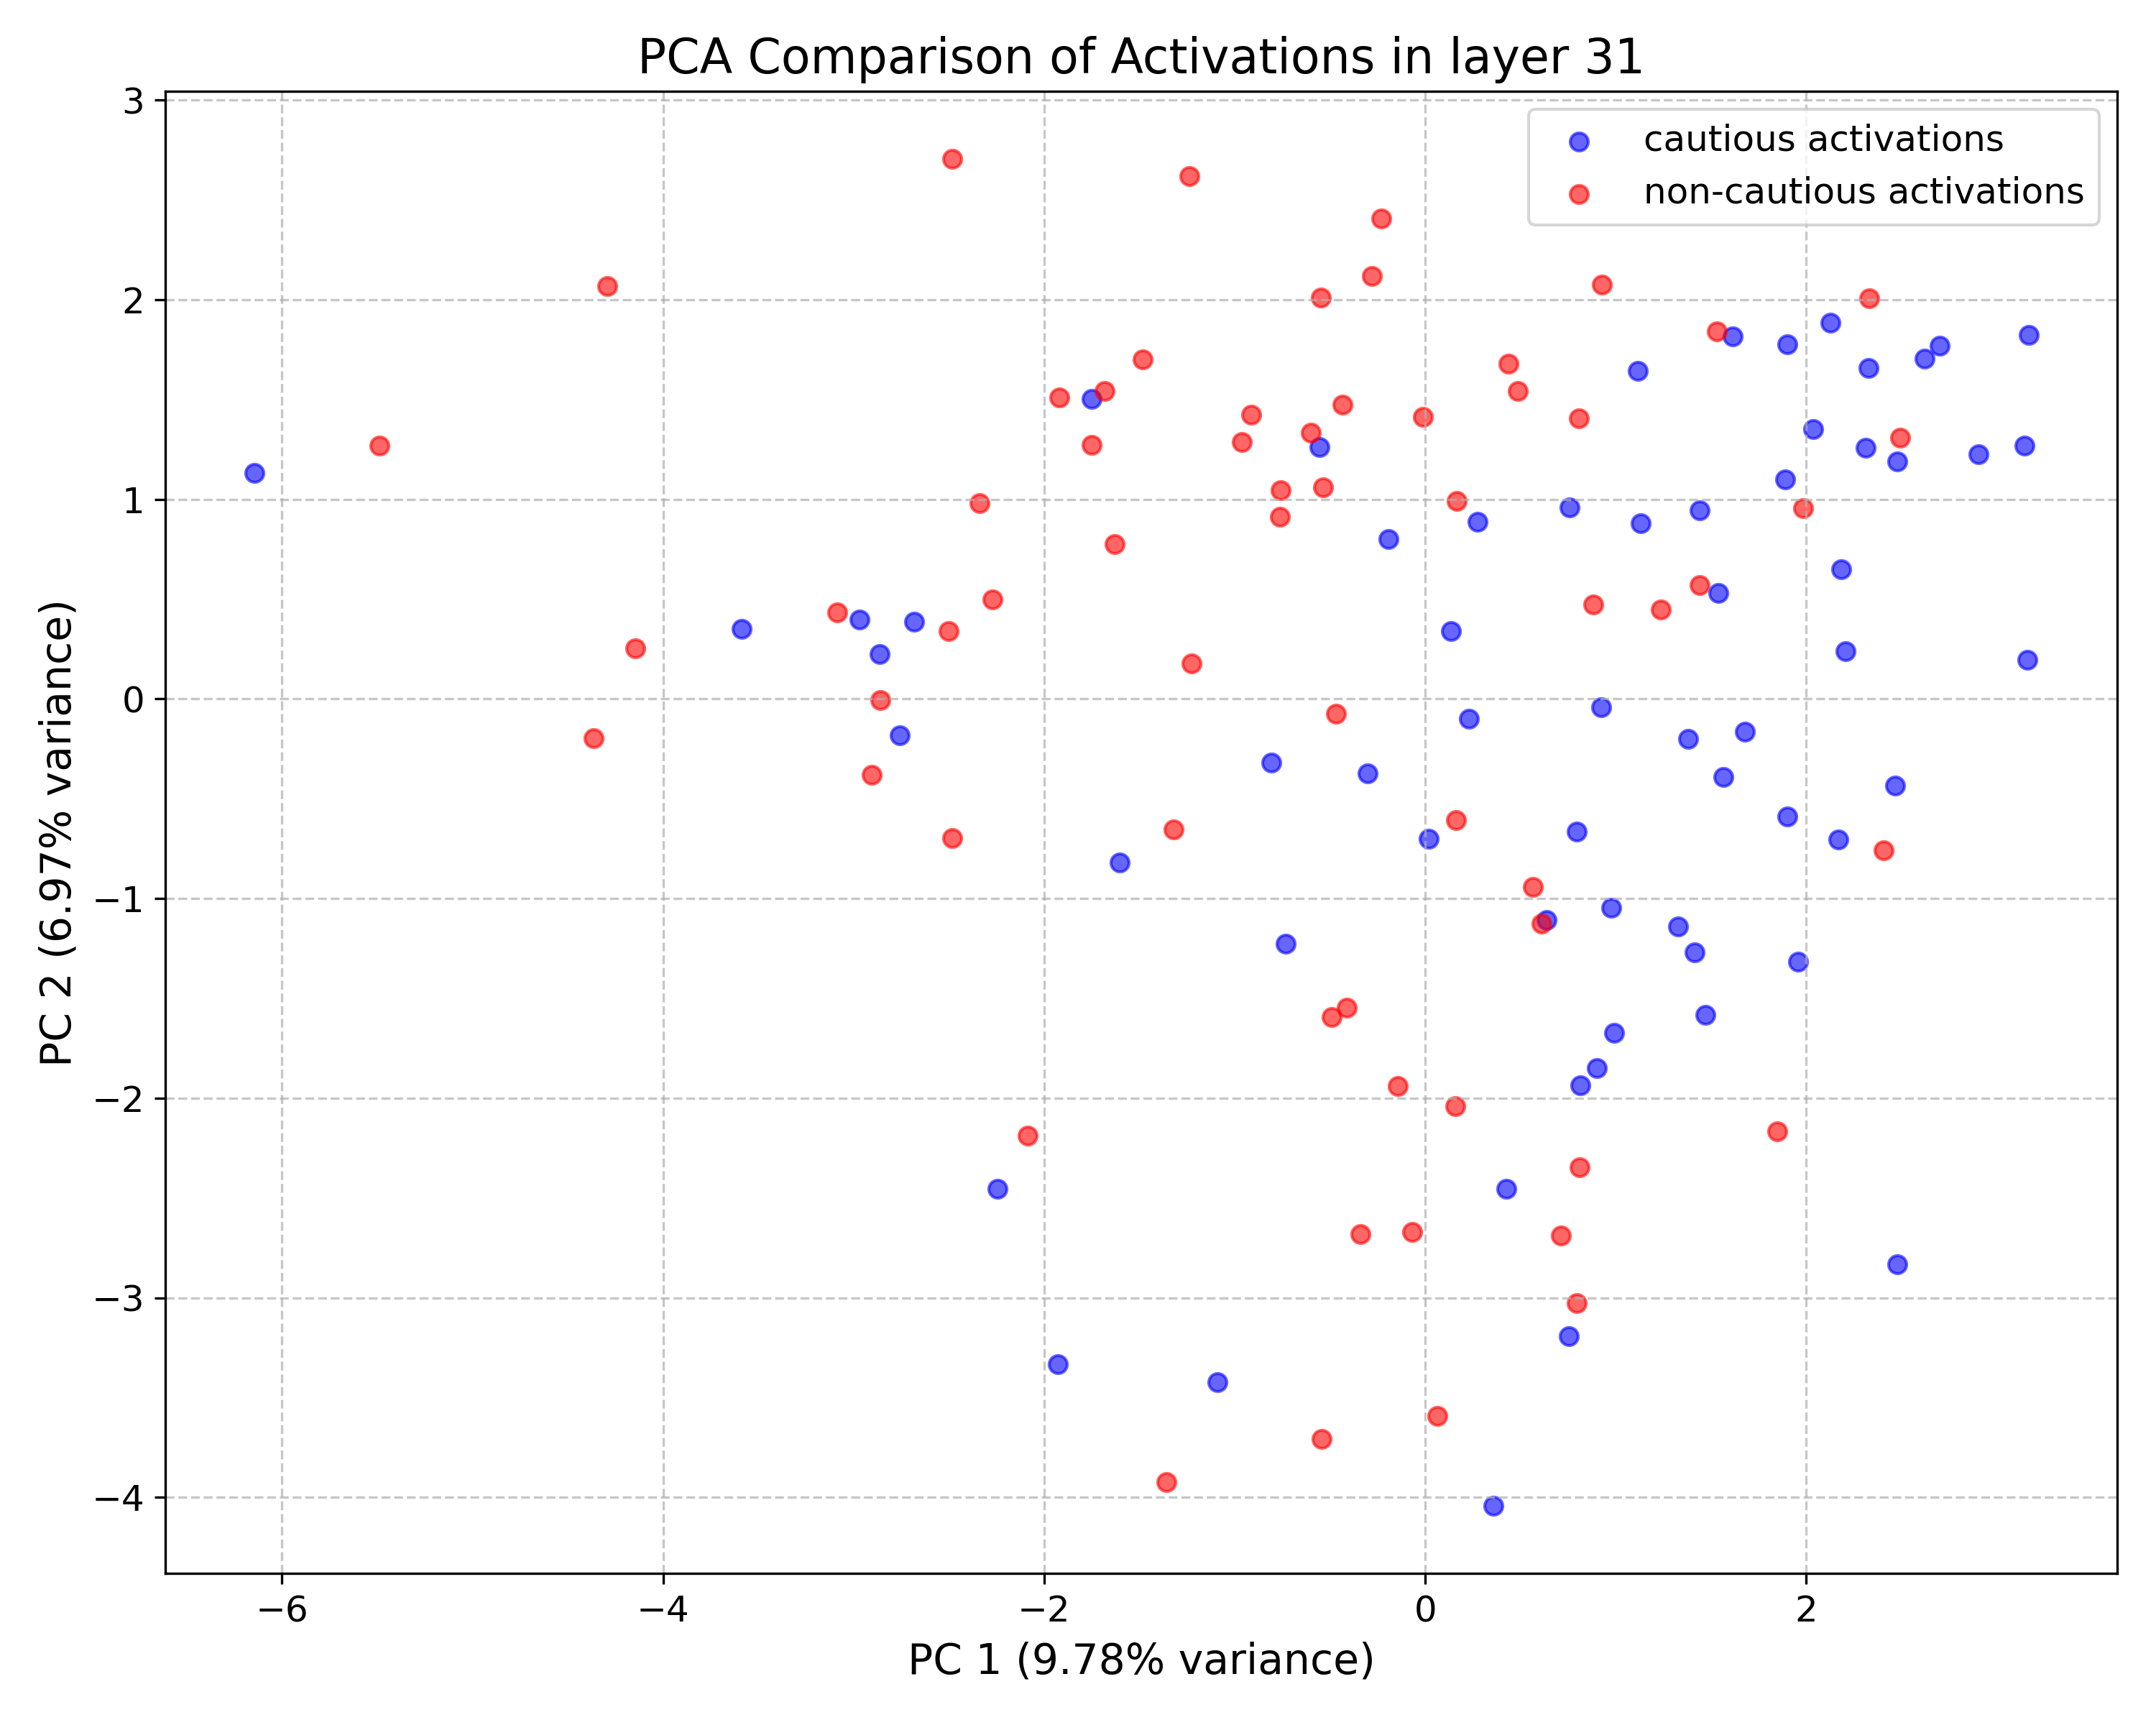 PCA Comparison of Activations in layer 31
cautious activations
non-cautious activations
3
2
1
0
−1
−2
−3
−4
PC 2 (6.97% variance)
−6
−4
−2
0
2
PC 1 (9.78% variance)